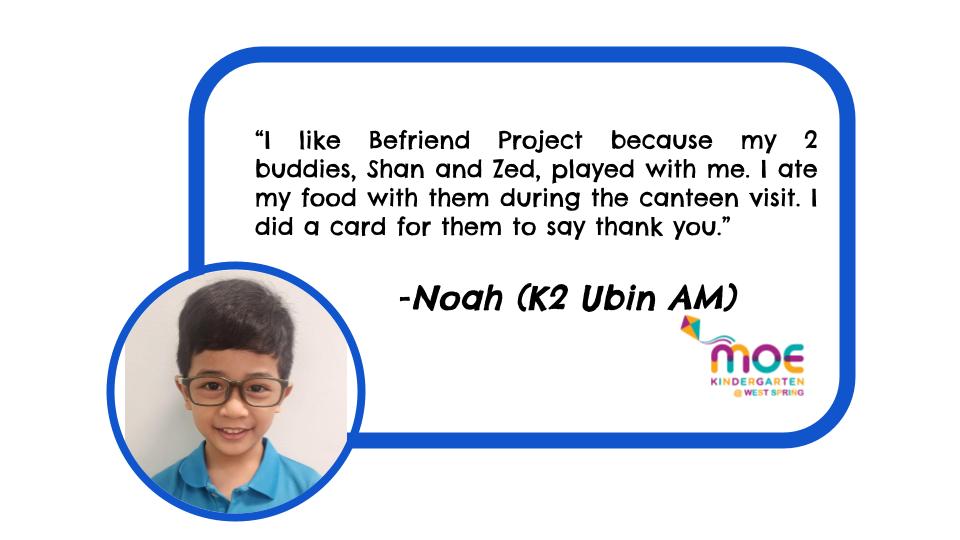 “I like Befriend Project because my 2
buddies, Shan and Zed, played with me. I ate
my food with them during the canteen visit. I
did a card for them to say thank you.”
-Noah (K2 Ubin AM)
moe
KINDERGARTEN
@ WEST SPRING